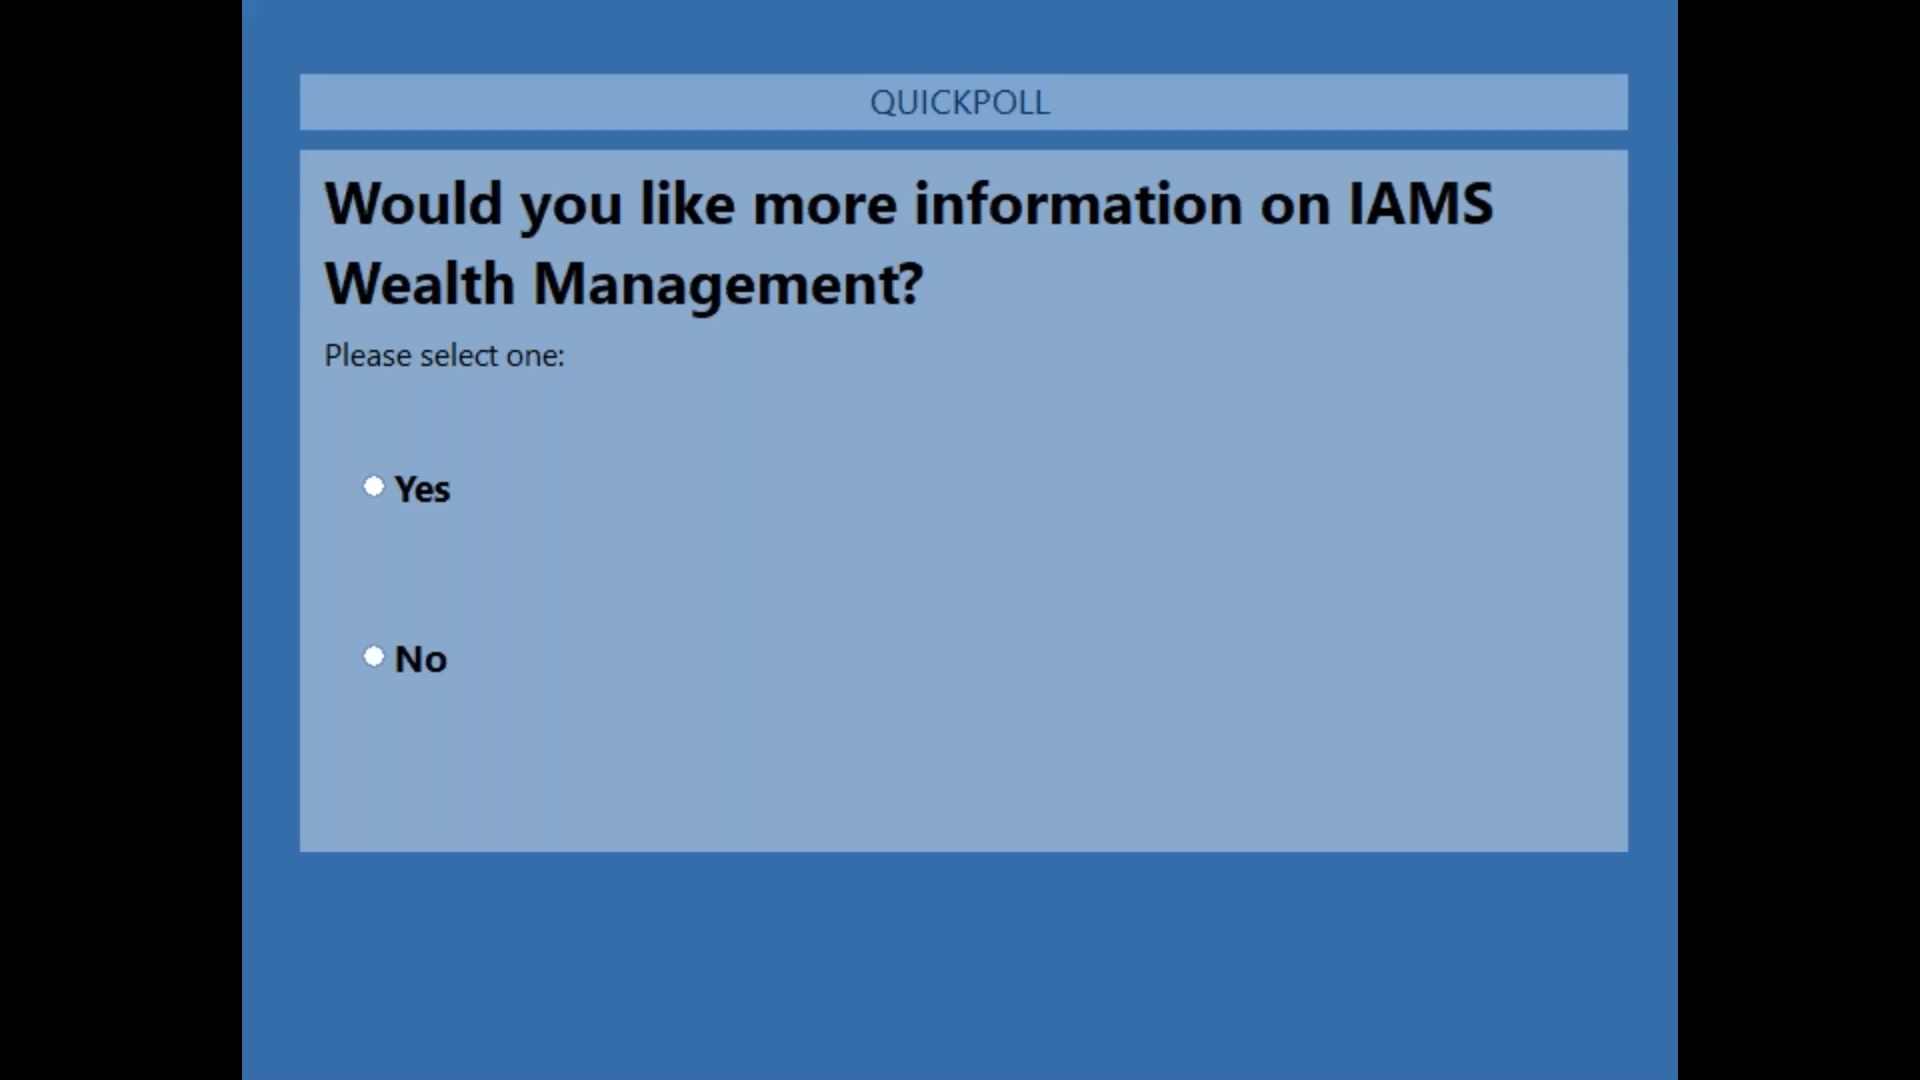 QUICKPOLL
Would you like more information on IAMS
Wealth Management?
Please select one:
Yes
No